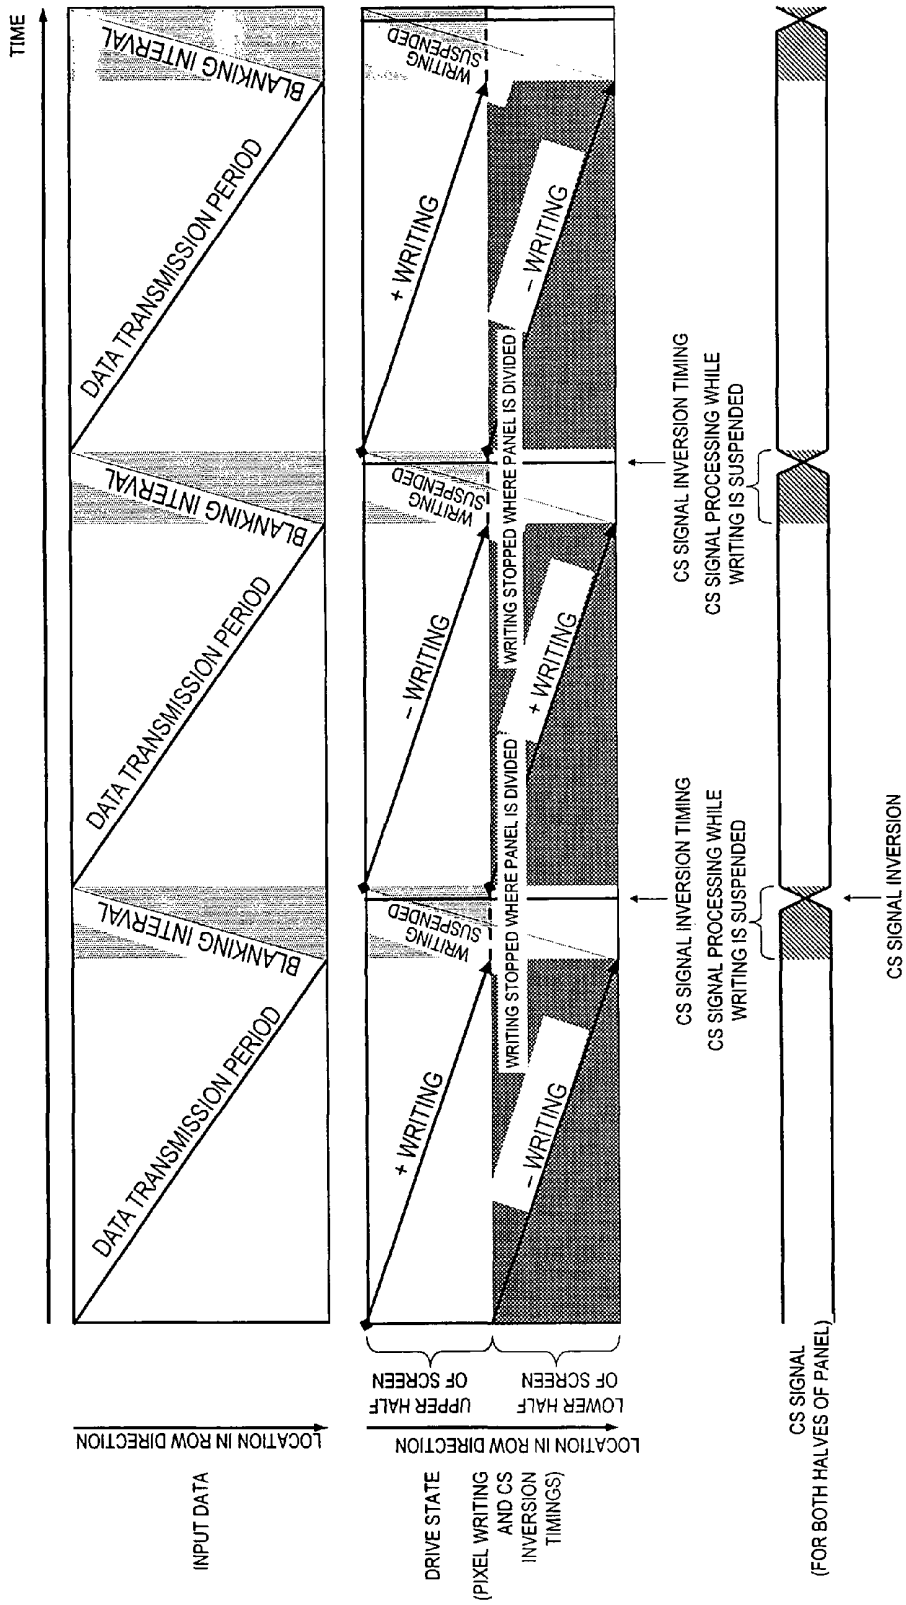 TIME
INPUT DATA
LOCATION IN ROW DIRECTION
DATA TRANSMISSION PERIOD
BLANKING INTERVAL
DATA TRANSMISSION PERIOD
BLANKING INTERVAL
DATA TRANSMISSION PERIOD
BLANKING INTERVAL
DRIVE STATE
(PIXEL WRITING
AND CS
INVERSION
TIMINGS)
LOCATION IN ROW DIRECTION
UPPER HALF
OF SCREEN
LOWER HALF
OF SCREEN
+ WRITING
WRITING
SUSPENDED
– WRITING
WRITING
SUSPENDED
+ WRITING
WRITING
SUSPENDED
– WRITING
WRITING STOPPED WHERE PANEL IS DIVIDED
+ WRITING
WRITING STOPPED WHERE PANEL IS DIVIDED
– WRITING
CS SIGNAL INVERSION TIMING
CS SIGNAL PROCESSING WHILE
WRITING IS SUSPENDED
CS SIGNAL INVERSION TIMING
CS SIGNAL PROCESSING WHILE
WRITING IS SUSPENDED
CS SIGNAL
(FOR BOTH HALVES OF PANEL)
CS SIGNAL INVERSION